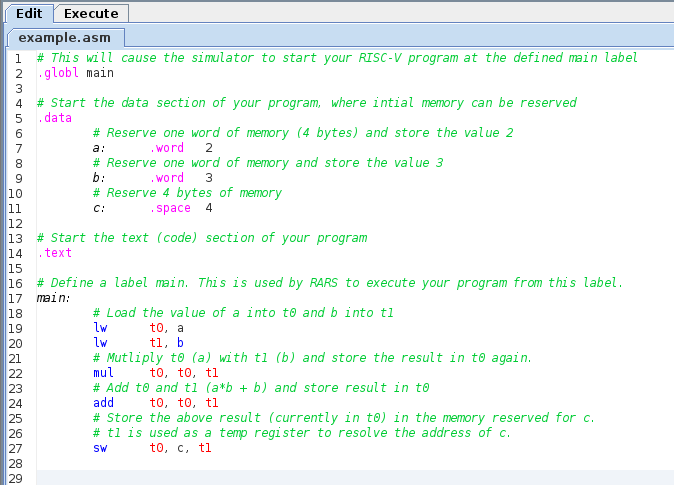 Edit Execute
example.asm
1 # This will cause the simulator to start your RISC-V program at the defined main label
2 .globl main
3
4 # Start the data section of your program, where intial memory can be reserved
5 .data
6 # Reserve one word of memory (4 bytes) and store the value 2
7 a: .word 2
8 # Reserve one word of memory and store the value 3
9 b: .word 3
10 # Reserve 4 bytes of memory
11 c: .space 4
12
13 # Start the text (code) section of your program
14 .text
15
16 # Define a label main. This is used by RARS to execute your program from this label.
17 main:
18 # Load the value of a into t0 and b into t1
19 lw t0, a
20 lw t1, b
21 # Mutliply t0 (a) with t1 (b) and store the result in t0 again.
22 mul t0, t0, t1
23 # Add t0 and t1 (a*b + b) and store result in t0
24 add t0, t0, t1
25 # Store the above result (currently in t0) in the memory reserved for c.
26 # t1 is used as a temp register to resolve the address of c.
27 sw t0, c, t1
28
29